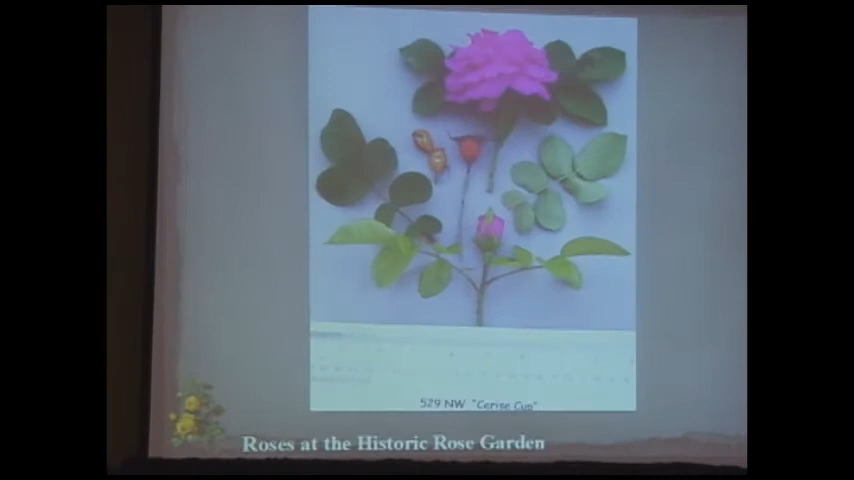 529 NW "Cerise Cup"
Roses at the Historic Rose Garden